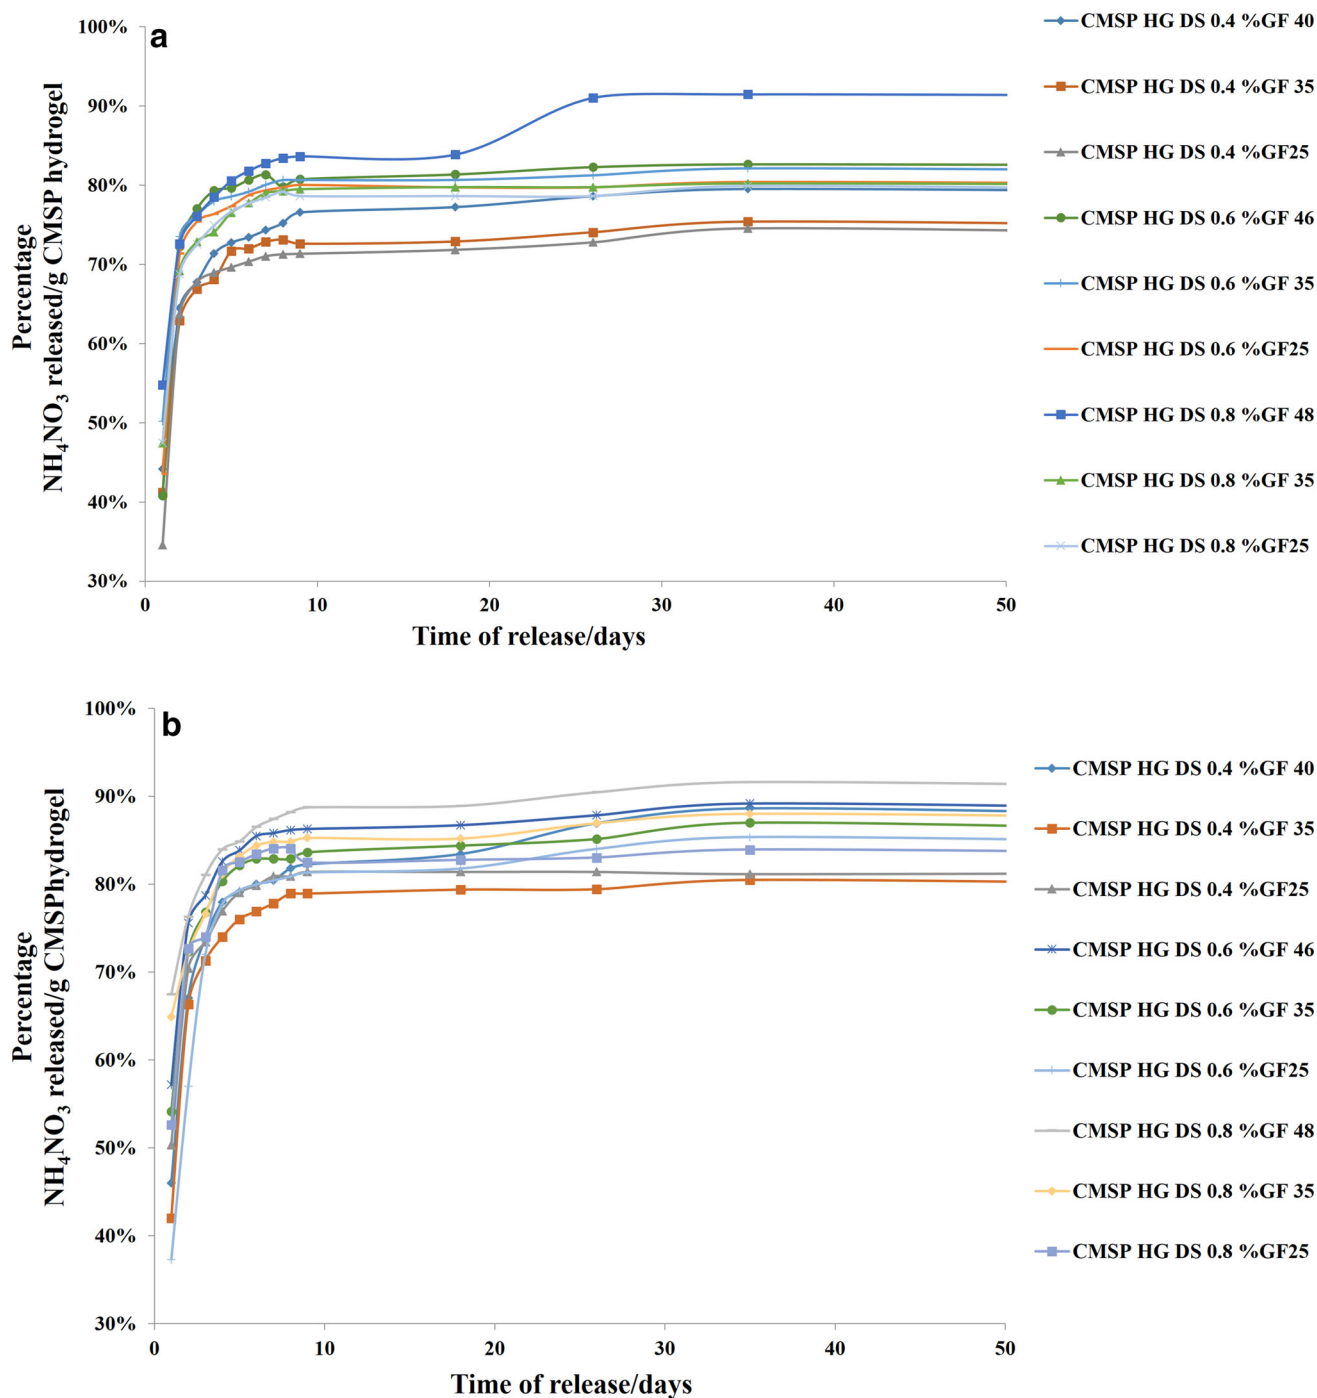 a
100%
90%
80%
70%
60%
50%
40%
30%
0
10
20
30
40
50
Percentage
NH₄NO₃ released/g CMSP hydrogel
Time of release/days
CMSP HG DS 0.4 %GF 40
CMSP HG DS 0.4 %GF 35
CMSP HG DS 0.4 %GF25
CMSP HG DS 0.6 %GF 46
CMSP HG DS 0.6 %GF 35
CMSP HG DS 0.6 %GF25
CMSP HG DS 0.8 %GF 48
CMSP HG DS 0.8 %GF 35
CMSP HG DS 0.8 %GF25
b
100%
90%
80%
70%
60%
50%
40%
30%
0
10
20
30
40
50
Percentage
NH₄NO₃ released/g CMSPhydrogel
Time of release/days
CMSP HG DS 0.4 %GF 40
CMSP HG DS 0.4 %GF 35
CMSP HG DS 0.4 %GF25
CMSP HG DS 0.6 %GF 46
CMSP HG DS 0.6 %GF 35
CMSP HG DS 0.6 %GF25
CMSP HG DS 0.8 %GF 48
CMSP HG DS 0.8 %GF 35
CMSP HG DS 0.8 %GF25